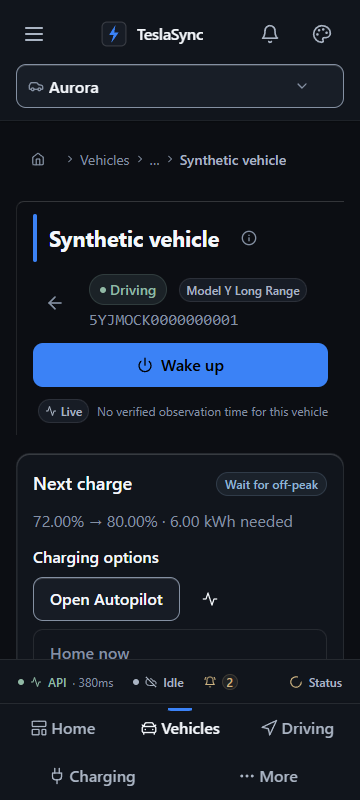 TeslaSync
Aurora
Vehicles ... Synthetic vehicle
Synthetic vehicle
Driving Model Y Long Range
5YJMOCK0000000001
Wake up
Live No verified observation time for this vehicle
Next charge Wait for off-peak
72.00% → 80.00% · 6.00 kWh needed
Charging options
Open Autopilot
Home now
API · 380ms Idle 2 Status
Home Vehicles Driving
Charging More